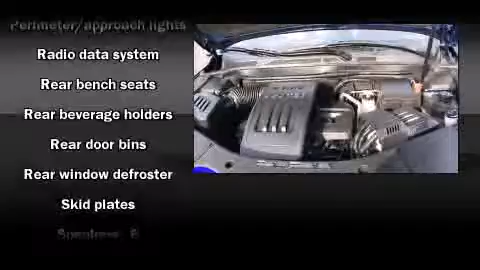 Perimeter/approach lights
Radio data system
Rear bench seats
Rear beverage holders
Rear door bins
Rear window defroster
Skid plates